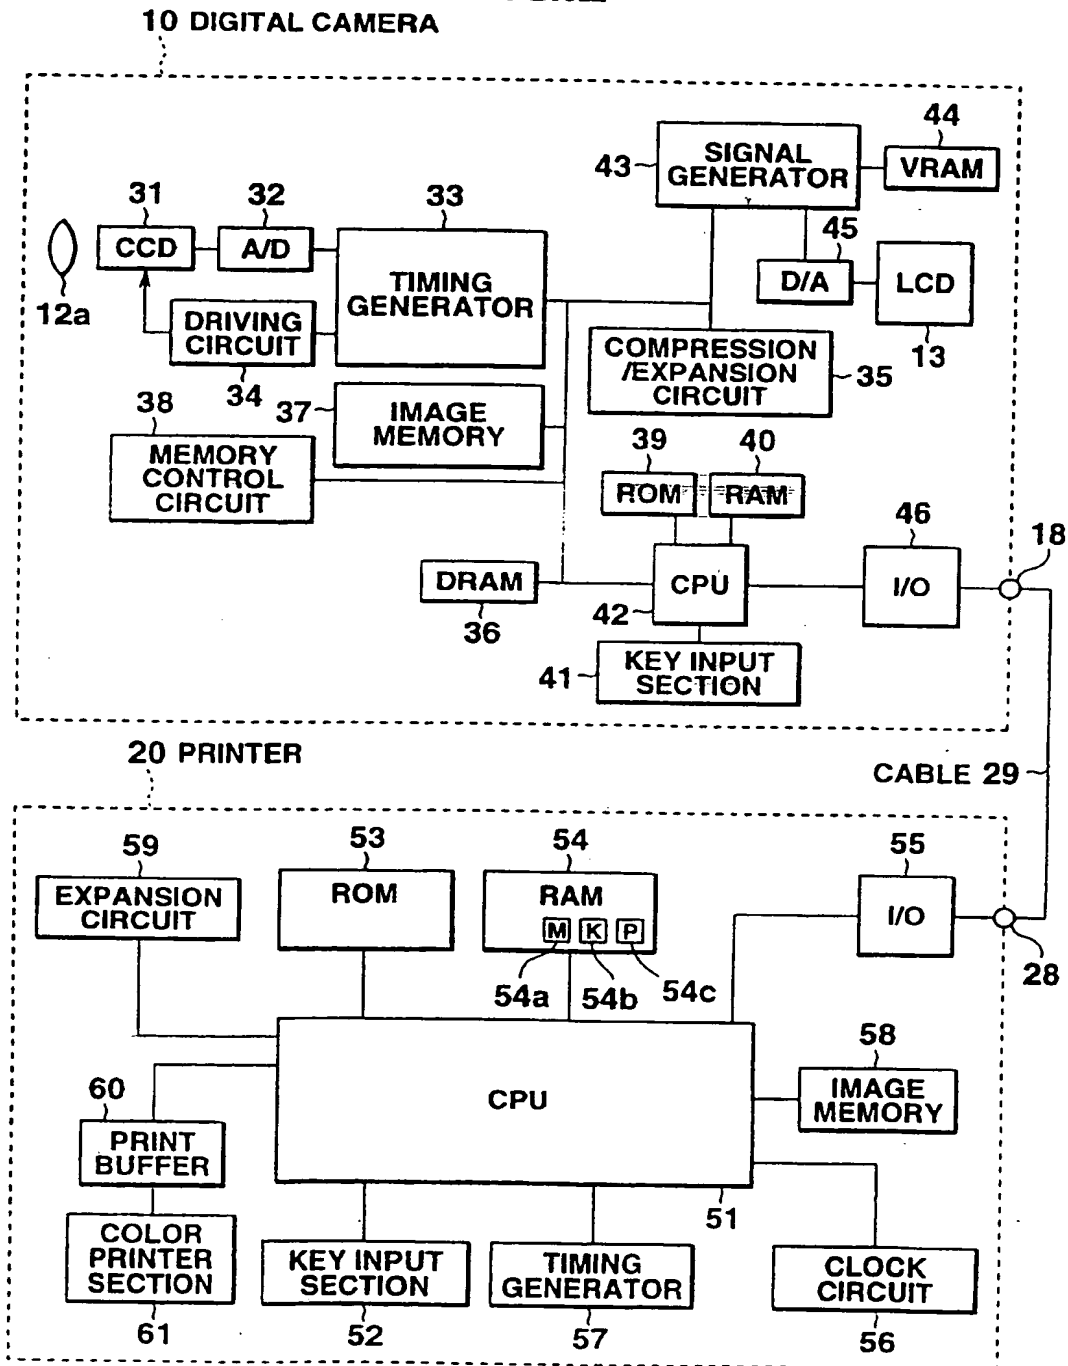 10 DIGITAL CAMERA
44
43
SIGNAL
GENERATOR
VRAM
31
32
33
45
CCD
A/D
TIMING
GENERATOR
D/A
LCD
12a
DRIVING
CIRCUIT
13
34
COMPRESSION
/EXPANSION
CIRCUIT
35
38
37
IMAGE
MEMORY
MEMORY
CONTROL
CIRCUIT
39
40
ROM
RAM
46
18
DRAM
CPU
I/O
36
42
41
KEY INPUT
SECTION
20 PRINTER
CABLE 29
59
53
54
55
EXPANSION
CIRCUIT
ROM
RAM
I/O
M K P
54a
54b
54c
28
58
CPU
IMAGE
MEMORY
60
PRINT
BUFFER
51
COLOR
PRINTER
SECTION
KEY INPUT
SECTION
TIMING
GENERATOR
CLOCK
CIRCUIT
61
52
57
56